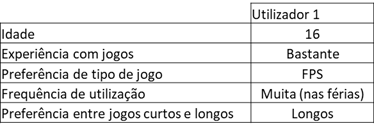 Utilizador 1
Idade 16
Experiência com jogos Bastante
Preferência de tipo de jogo FPS
Frequência de utilização Muita (nas férias)
Preferência entre jogos curtos e longos Longos